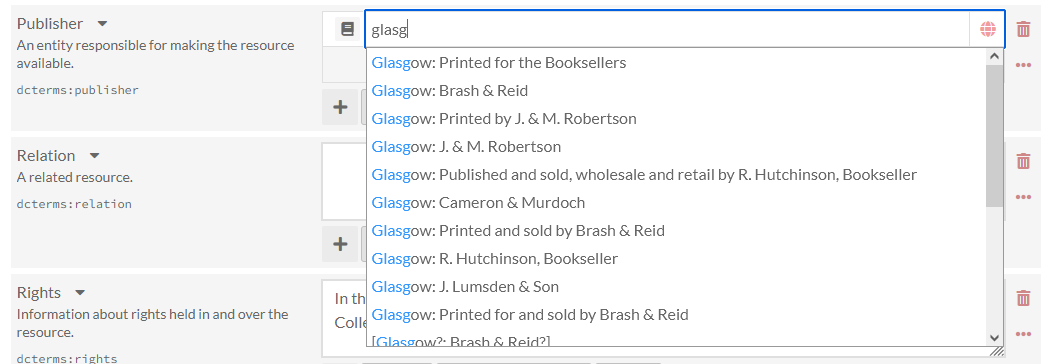 Publisher
An entity responsible for making the resource
available.
dcterms:publisher
glasg
Glasgow: Printed for the Booksellers
Glasgow: Brash & Reid
Glasgow: Printed by J. & M. Robertson
Glasgow: J. & M. Robertson
Glasgow: Published and sold, wholesale and retail by R. Hutchinson, Bookseller
Glasgow: Cameron & Murdoch
Glasgow: Printed and sold by Brash & Reid
Glasgow: R. Hutchinson, Bookseller
Glasgow: J. Lumsden & Son
Glasgow: Printed for and sold by Brash & Reid
[Glasgow?: Brash & Reid?]
Relation
A related resource.
dcterms:relation
Rights
Information about rights held in and over the
resource.
dcterms:rights
In th
Colle